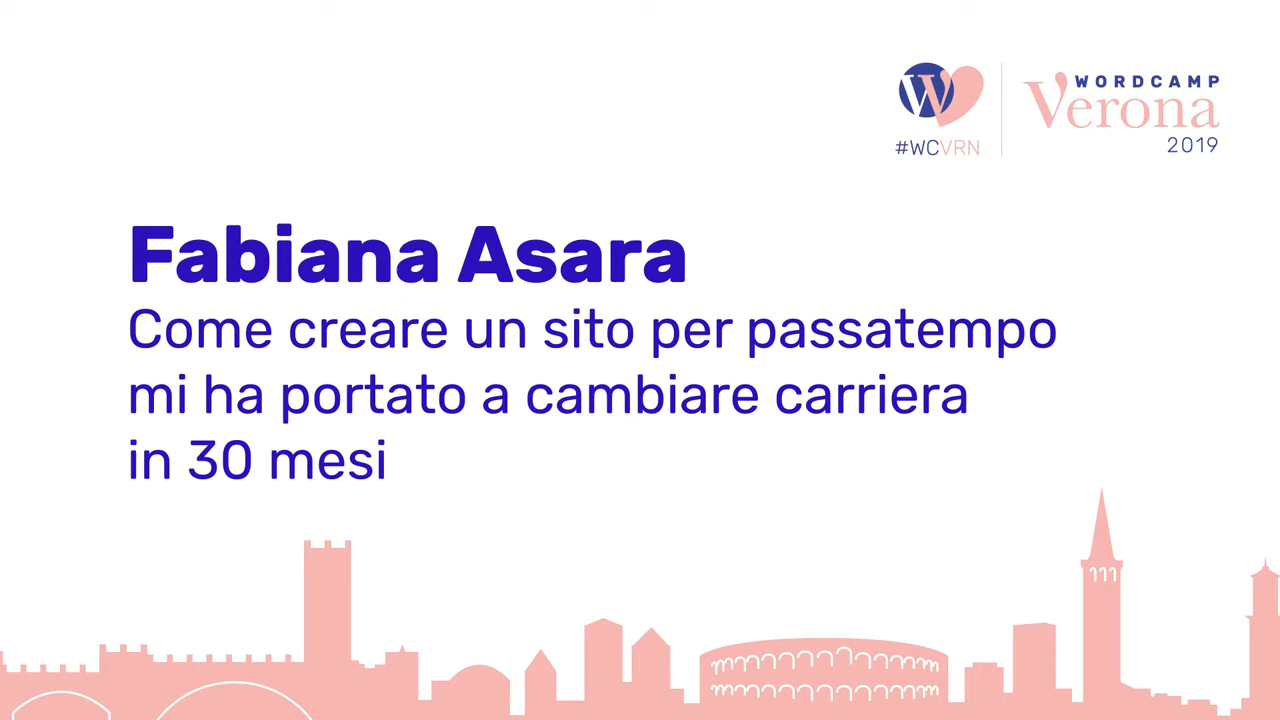 WORDCAMP
Verona
2019
#WCVRN
Fabiana Asara
Come creare un sito per passatempo
mi ha portato a cambiare carriera
in 30 mesi